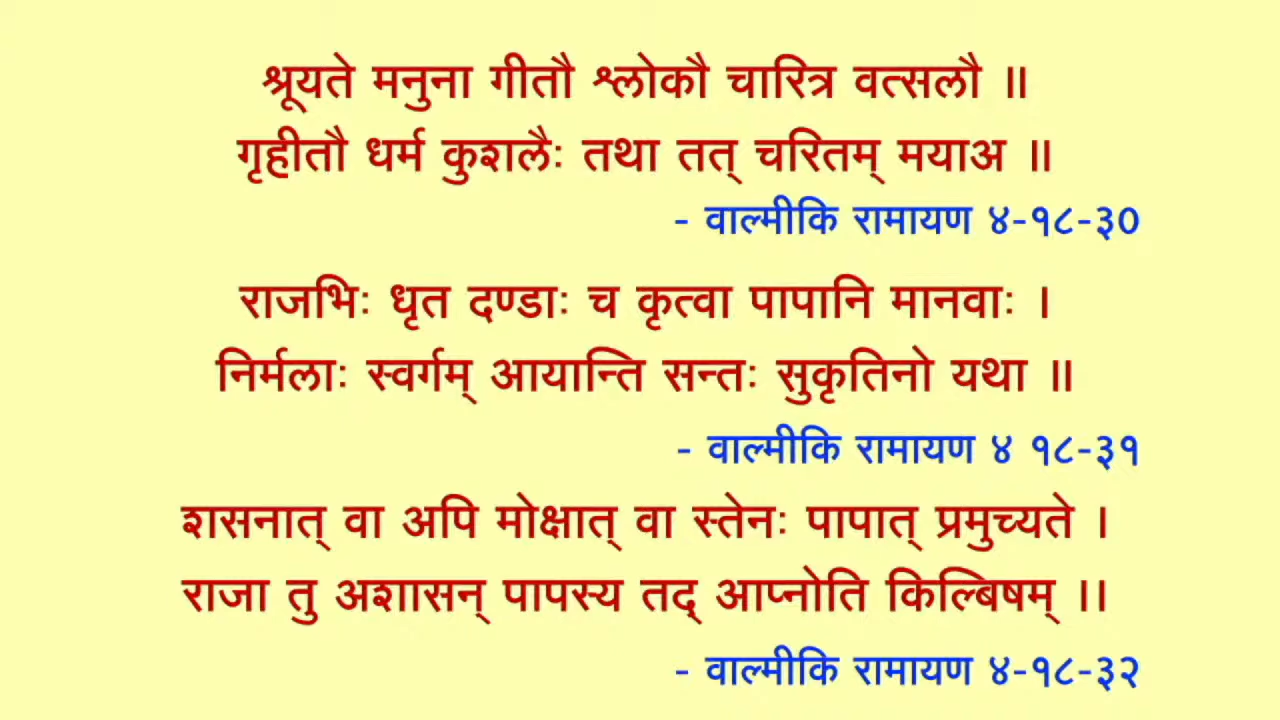 श्रूयते मनुना गीतौ श्लोकौ चारित्र वत्सलौ ॥
गृहीतौ धर्म कुशलैः तथा तत् चरितम् मयाअ ॥
- वाल्मीकि रामायण ४-१८-३०
राजभिः धृत दण्डाः च कृत्वा पापानि मानवाः ।
निर्मलाः स्वर्गम् आयान्ति सन्तः सुकृतिनो यथा ॥
- वाल्मीकि रामायण ४ १८-३१
शसनात् वा अपि मोक्षात् वा स्तेनः पापात् प्रमुच्यते ।
राजा तु अशासन् पापस्य तद् आप्नोति किल्बिषम् ।।
- वाल्मीकि रामायण ४-१८-३२